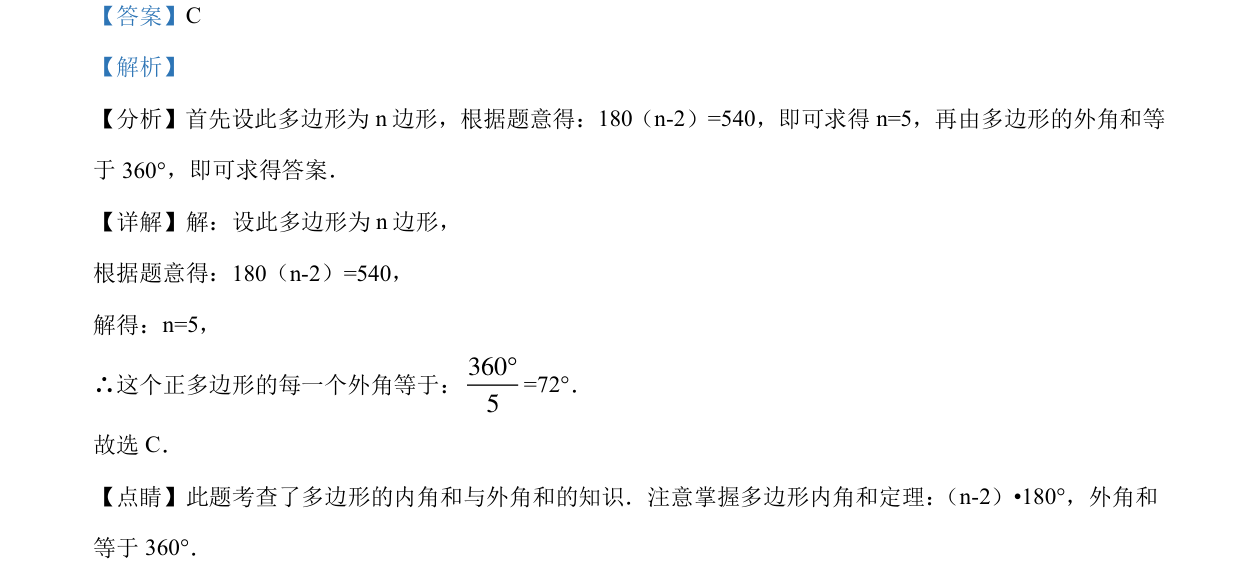 【答案】C
【解析】
【分析】首先设此多边形为 n 边形，根据题意得：180（n-2）=540，即可求得 n=5，再由多边形的外角和等
于 360°，即可求得答案．
【详解】解：设此多边形为 n 边形，
根据题意得：180（n-2）=540，
解得：n=5，
∴这个正多边形的每一个外角等于：360°/5=72°．
故选 C．
【点睛】此题考查了多边形的内角和与外角和的知识．注意掌握多边形内角和定理：（n-2）•180°，外角和
等于 360°．